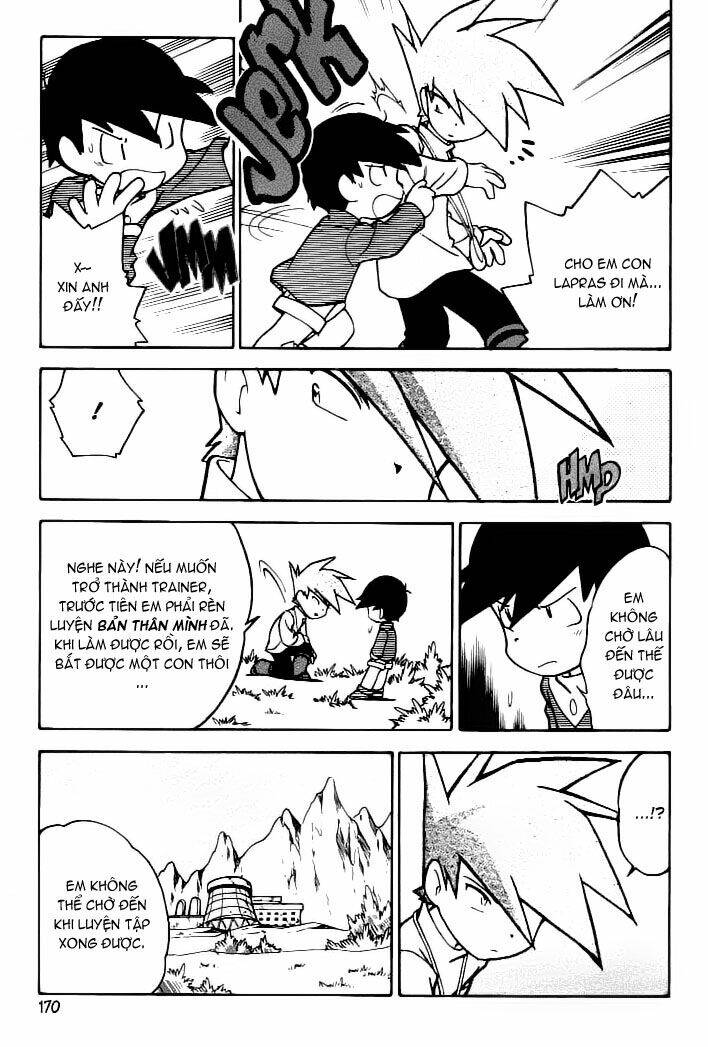 X~
XIN ANH
ĐẤY!!
UMM
Jerk
CHO EM CON
LAPRAS ĐI MÀ...
LÀM ƠN!
!
HMP
NGHE NÀY! NẾU MUỐN
TRỞ THÀNH TRAINER,
TRƯỚC TIÊN EM PHẢI RÈN
LUYỆN BẢN THÂN MÌNH ĐÃ.
KHI LÀM ĐƯỢC RỒI, EM SẼ
BẮT ĐƯỢC MỘT CON THÔI
...
EM
KHÔNG
CHỜ LÂU
ĐẾN THẾ
ĐƯỢC
ĐÂU...
EM KHÔNG
THỂ CHỜ ĐẾN
KHI LUYỆN TẬP
XONG ĐƯỢC.
...!?
170